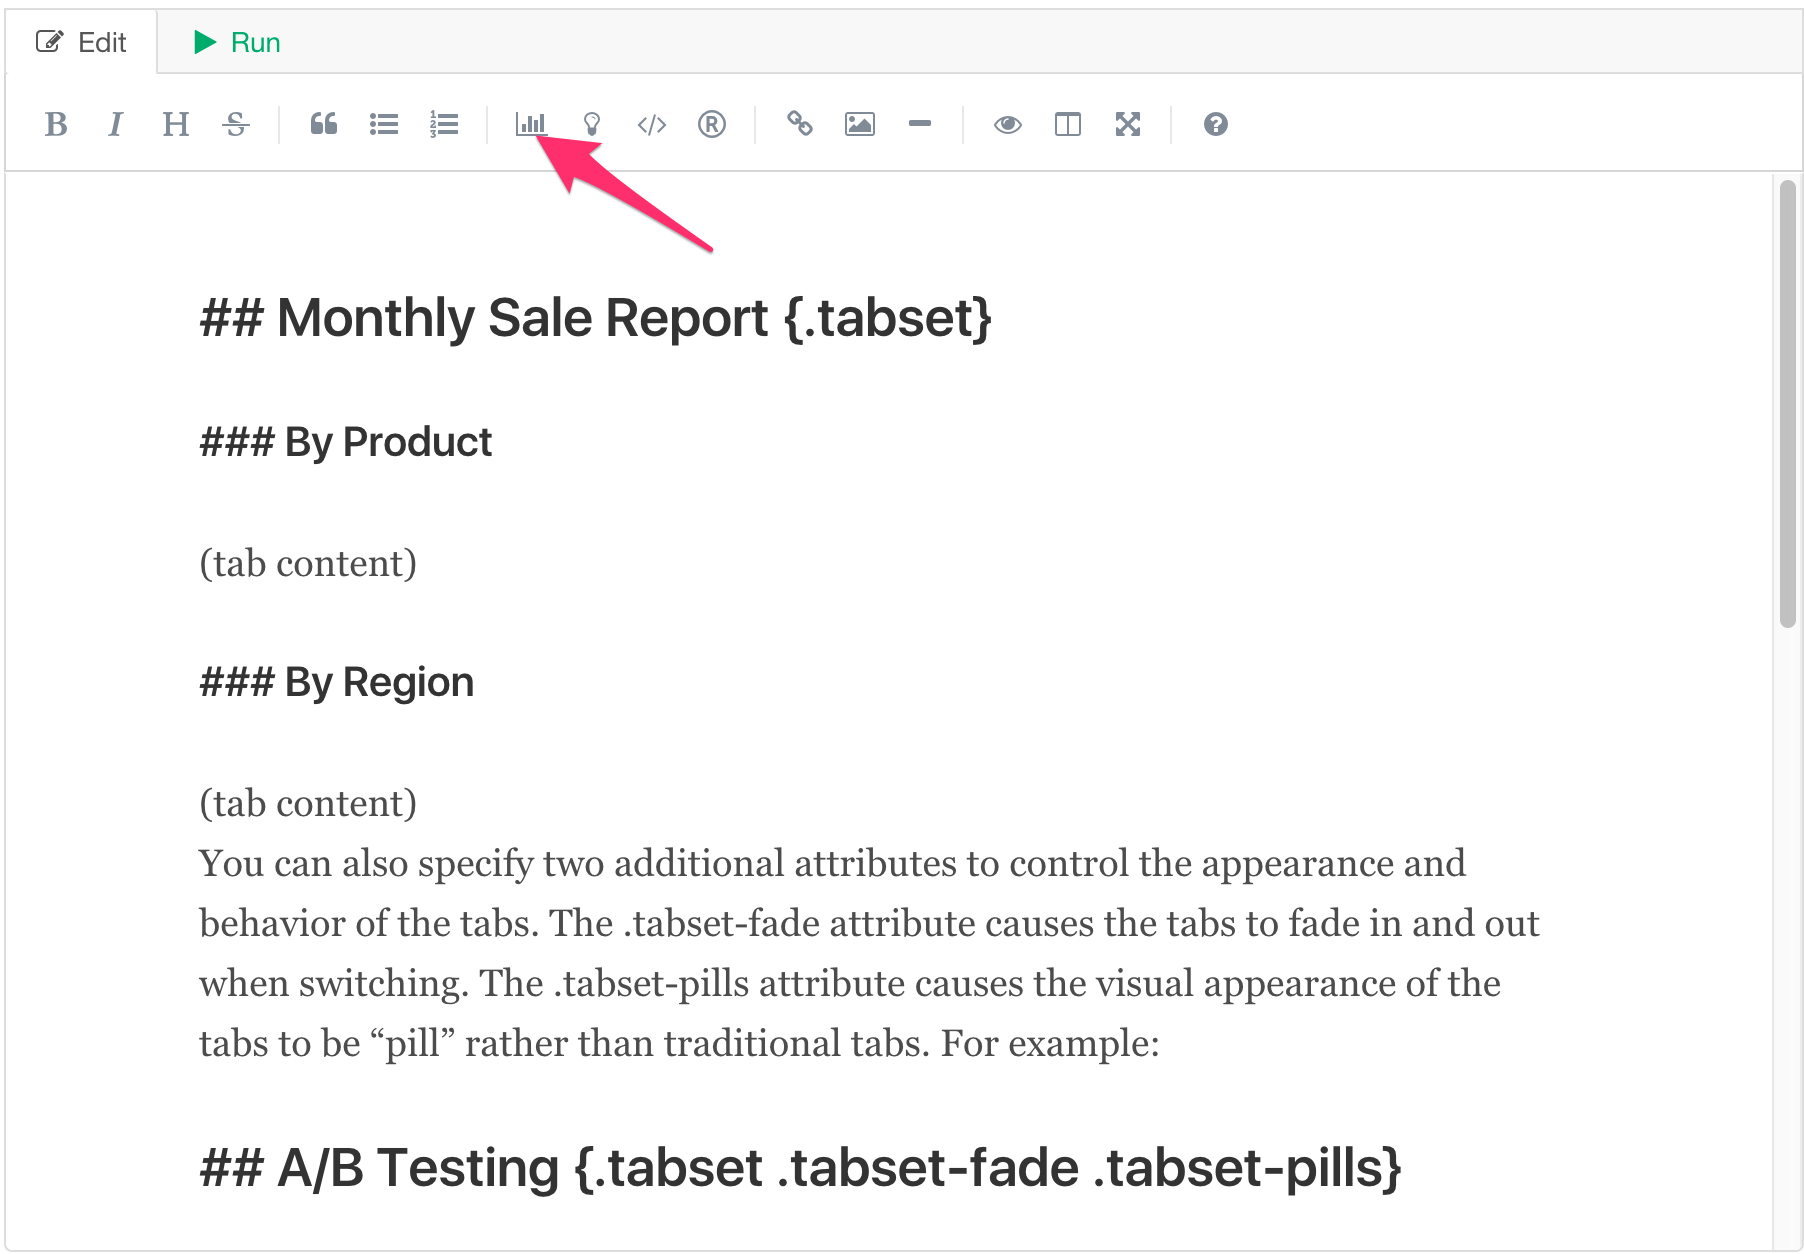 Edit Run
B I H S
## Monthly Sale Report {.tabset}
### By Product
(tab content)
### By Region
(tab content)
You can also specify two additional attributes to control the appearance and
behavior of the tabs. The .tabset-fade attribute causes the tabs to fade in and out
when switching. The .tabset-pills attribute causes the visual appearance of the
tabs to be “pill” rather than traditional tabs. For example:
## A/B Testing {.tabset .tabset-fade .tabset-pills}